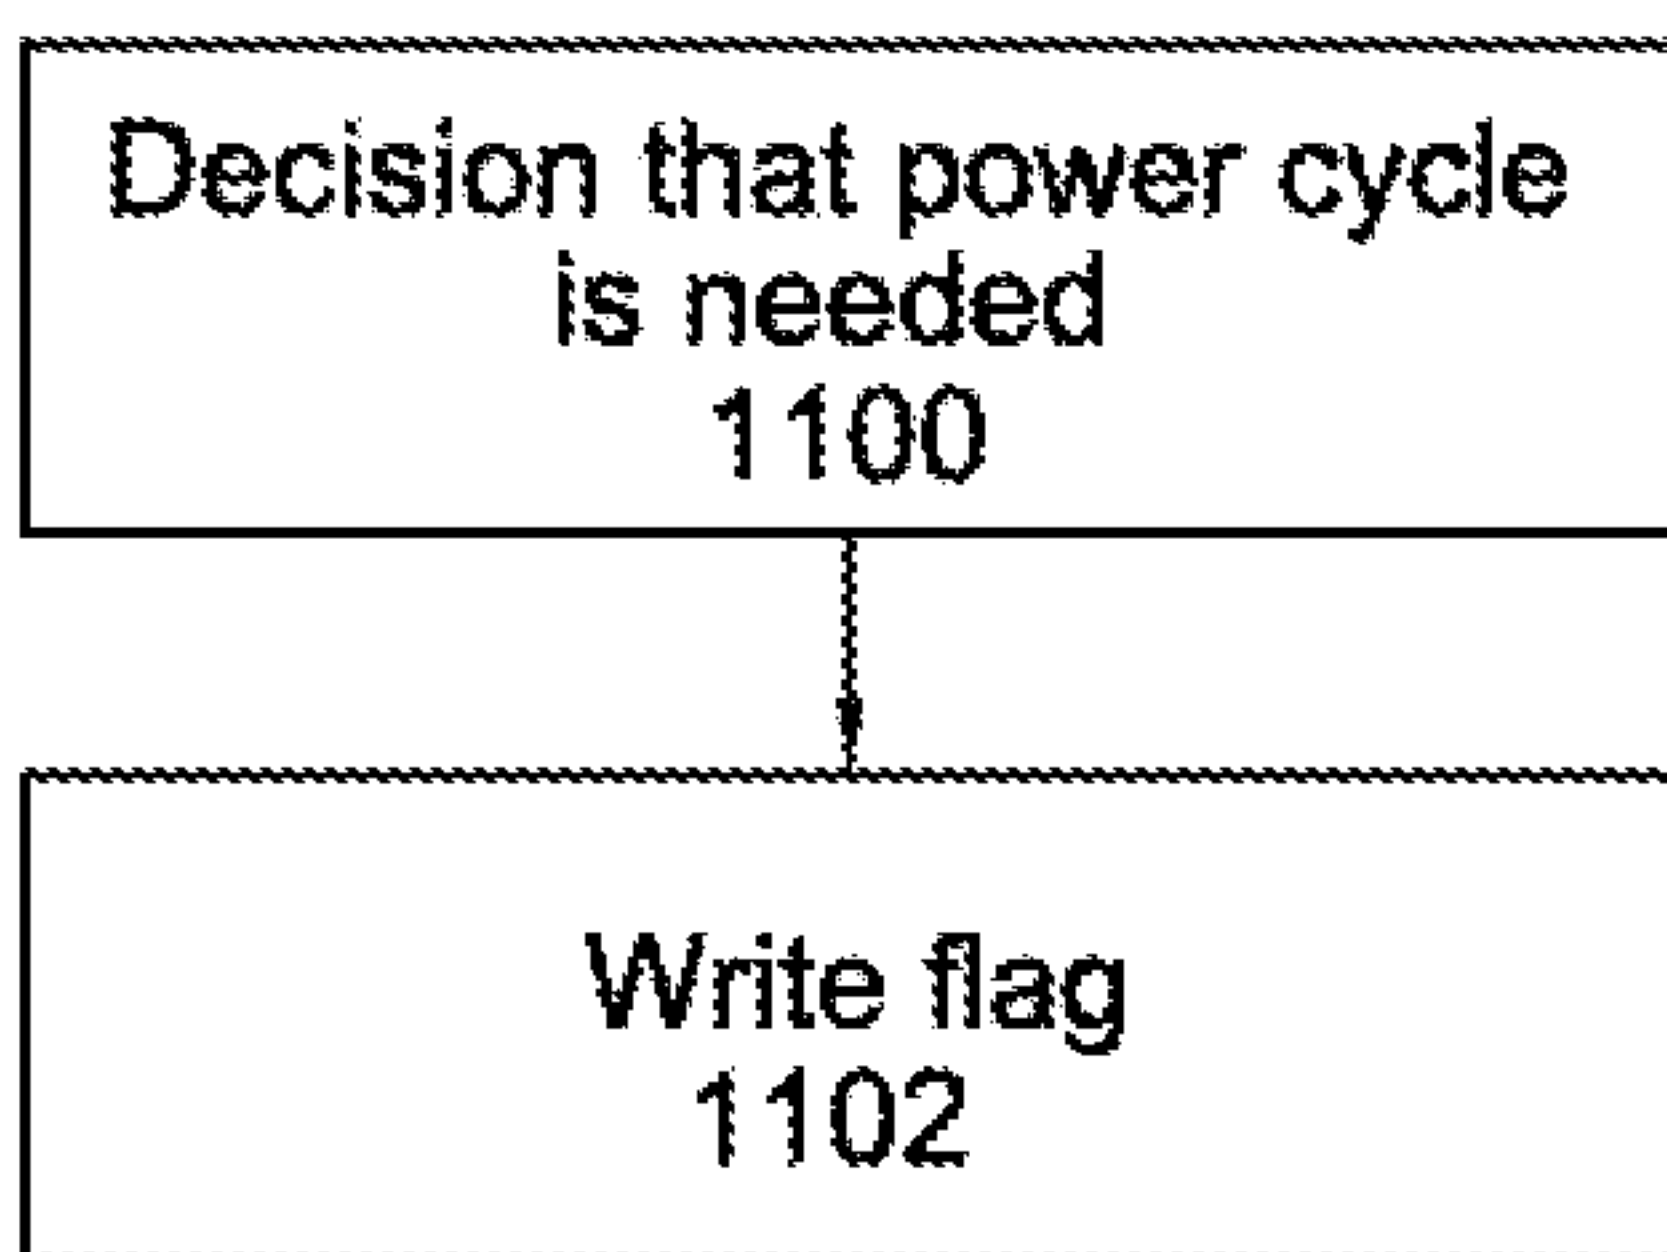 Decision that power cycle
is needed
1100
Write flag
1102